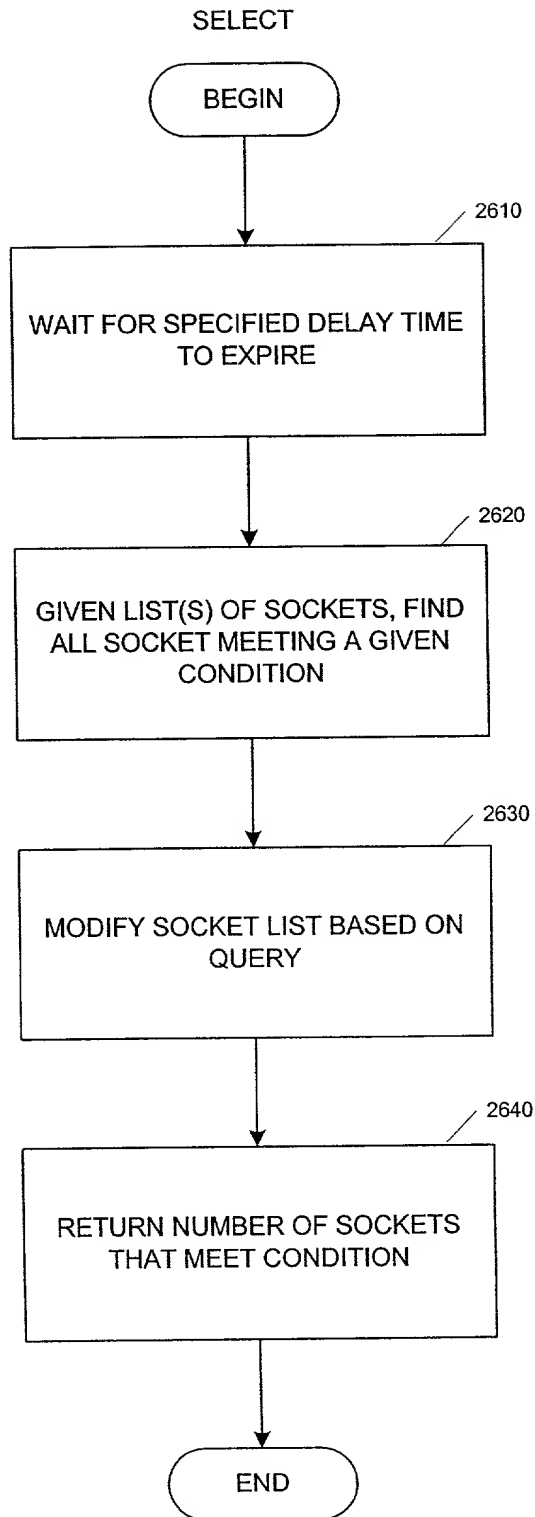 SELECT
BEGIN
2610
WAIT FOR SPECIFIED DELAY TIME
TO EXPIRE
2620
GIVEN LIST(S) OF SOCKETS, FIND
ALL SOCKET MEETING A GIVEN
CONDITION
2630
MODIFY SOCKET LIST BASED ON
QUERY
2640
RETURN NUMBER OF SOCKETS
THAT MEET CONDITION
END